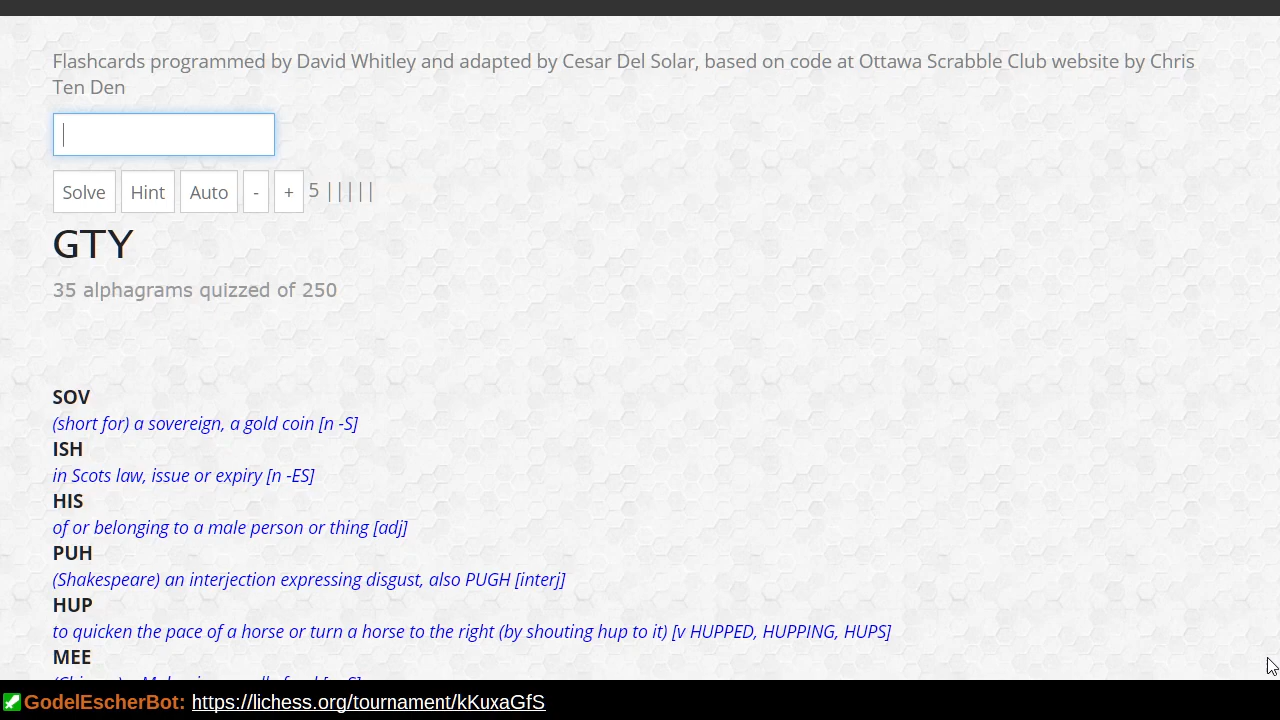 Flashcards programmed by David Whitley and adapted by Cesar Del Solar, based on code at Ottawa Scrabble Club website by Chris
Ten Den
Solve Hint Auto - + 5 |||||
GTY
35 alphagrams quizzed of 250
SOV
(short for) a sovereign, a gold coin [n -S]
ISH
in Scots law, issue or expiry [n -ES]
HIS
of or belonging to a male person or thing [adj]
PUH
(Shakespeare) an interjection expressing disgust, also PUGH [interj]
HUP
to quicken the pace of a horse or turn a horse to the right (by shouting hup to it) [v HUPPED, HUPPING, HUPS]
MEE
GodelEscherBot: https://lichess.org/tournament/kKuxaGfS